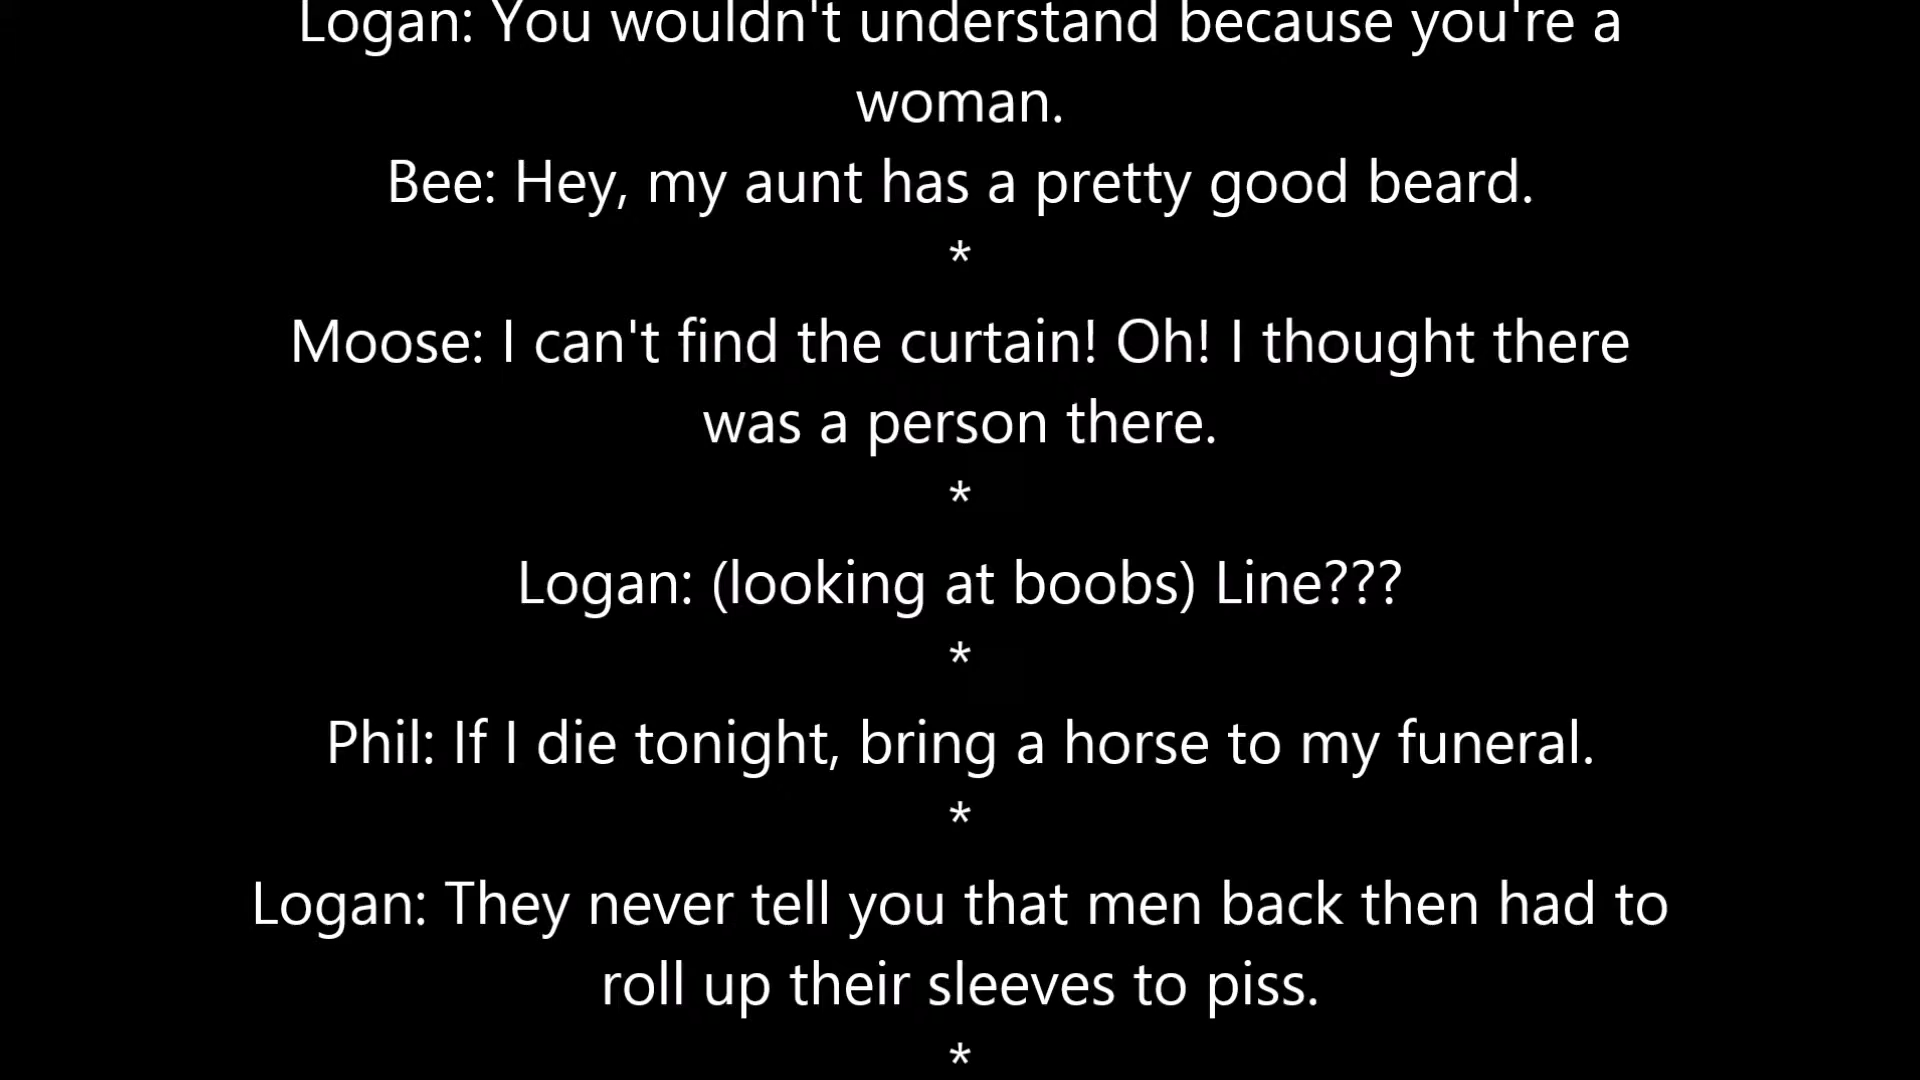 Logan: You wouldn't understand because you're a
woman.
Bee: Hey, my aunt has a pretty good beard.
*
Moose: I can't find the curtain! Oh! I thought there
was a person there.
*
Logan: (looking at boobs) Line???
*
Phil: If I die tonight, bring a horse to my funeral.
*
Logan: They never tell you that men back then had to
roll up their sleeves to piss.
*